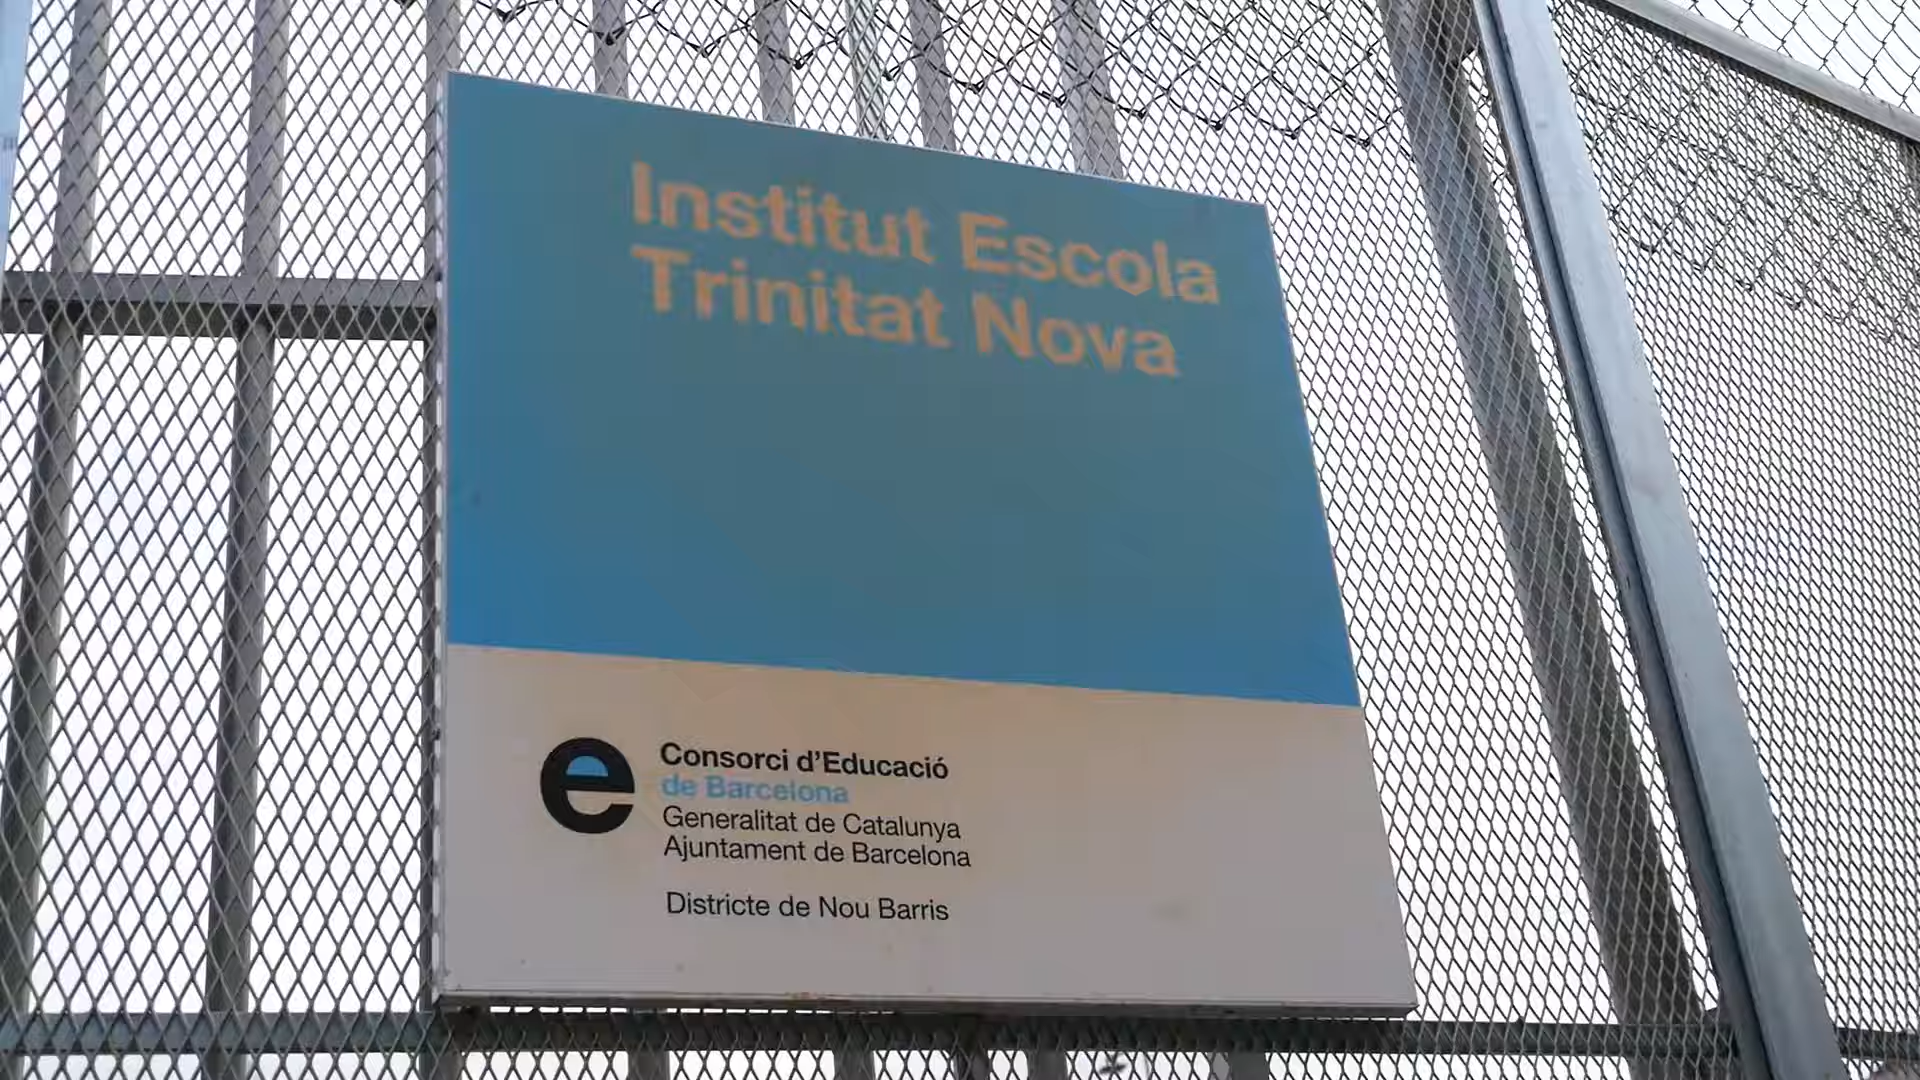 Institut Escola
Trinitat Nova
e
Consorci d'Educació
de Barcelona
Generalitat de Catalunya
Ajuntament de Barcelona
Districte de Nou Barris